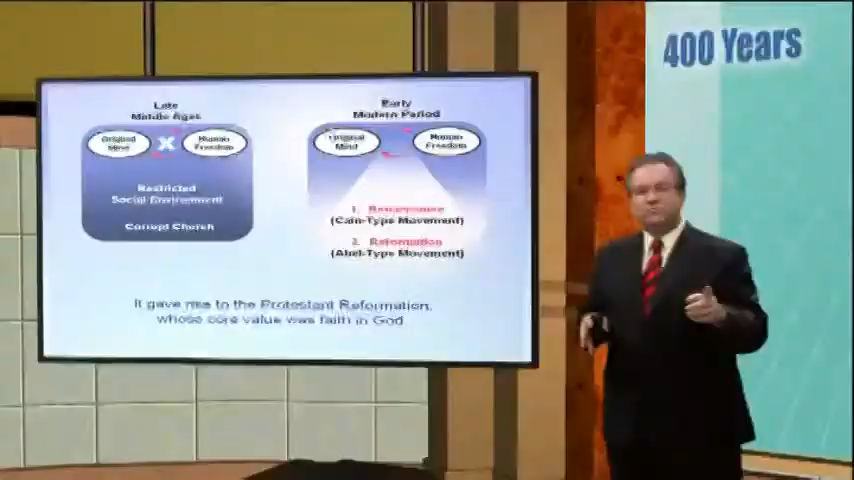 400 Years
Late
Middle Ages
Original
Mind
X
Human
Freedom
Restricted
Social Environment
Corrupt Church
Early
Modern Period
Original
Mind
Human
Freedom
1. Renaissance
(Cain-Type Movement)
2. Reformation
(Abel-Type Movement)
It gave rise to the Protestant Reformation,
whose core value was faith in God